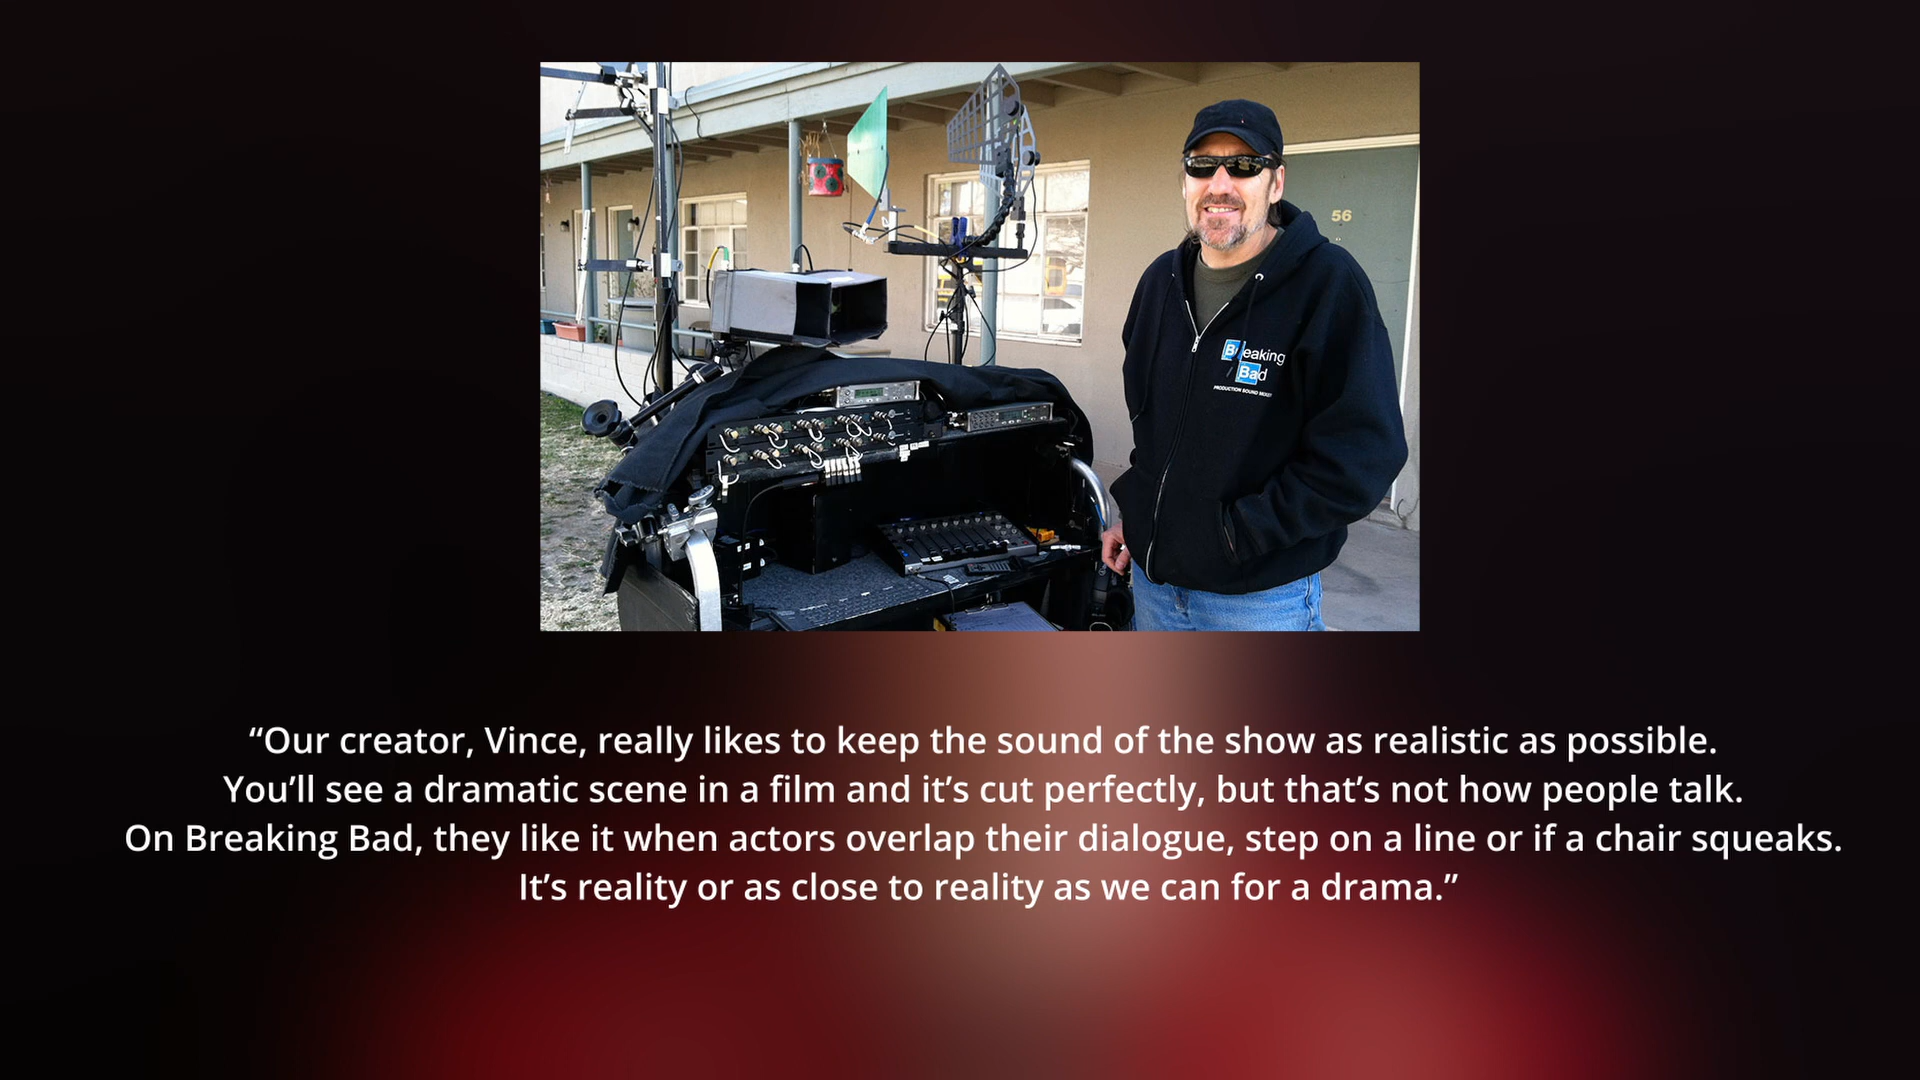 56
Breaking
Bad
PRODUCTION SOUND MIXER
“Our creator, Vince, really likes to keep the sound of the show as realistic as possible.
You’ll see a dramatic scene in a film and it’s cut perfectly, but that’s not how people talk.
On Breaking Bad, they like it when actors overlap their dialogue, step on a line or if a chair squeaks.
It’s reality or as close to reality as we can for a drama.”